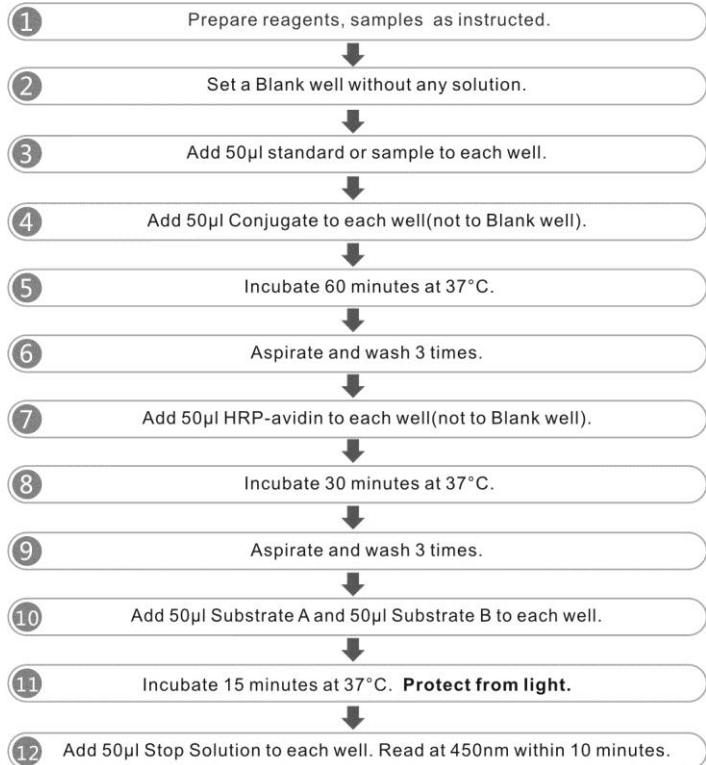 1 Prepare reagents, samples as instructed.
2 Set a Blank well without any solution.
3 Add 50μl standard or sample to each well.
4 Add 50μl Conjugate to each well(not to Blank well).
5 Incubate 60 minutes at 37°C.
6 Aspirate and wash 3 times.
7 Add 50μl HRP-avidin to each well(not to Blank well).
8 Incubate 30 minutes at 37°C.
9 Aspirate and wash 3 times.
10 Add 50μl Substrate A and 50μl Substrate B to each well.
11 Incubate 15 minutes at 37°C. Protect from light.
12 Add 50μl Stop Solution to each well. Read at 450nm within 10 minutes.